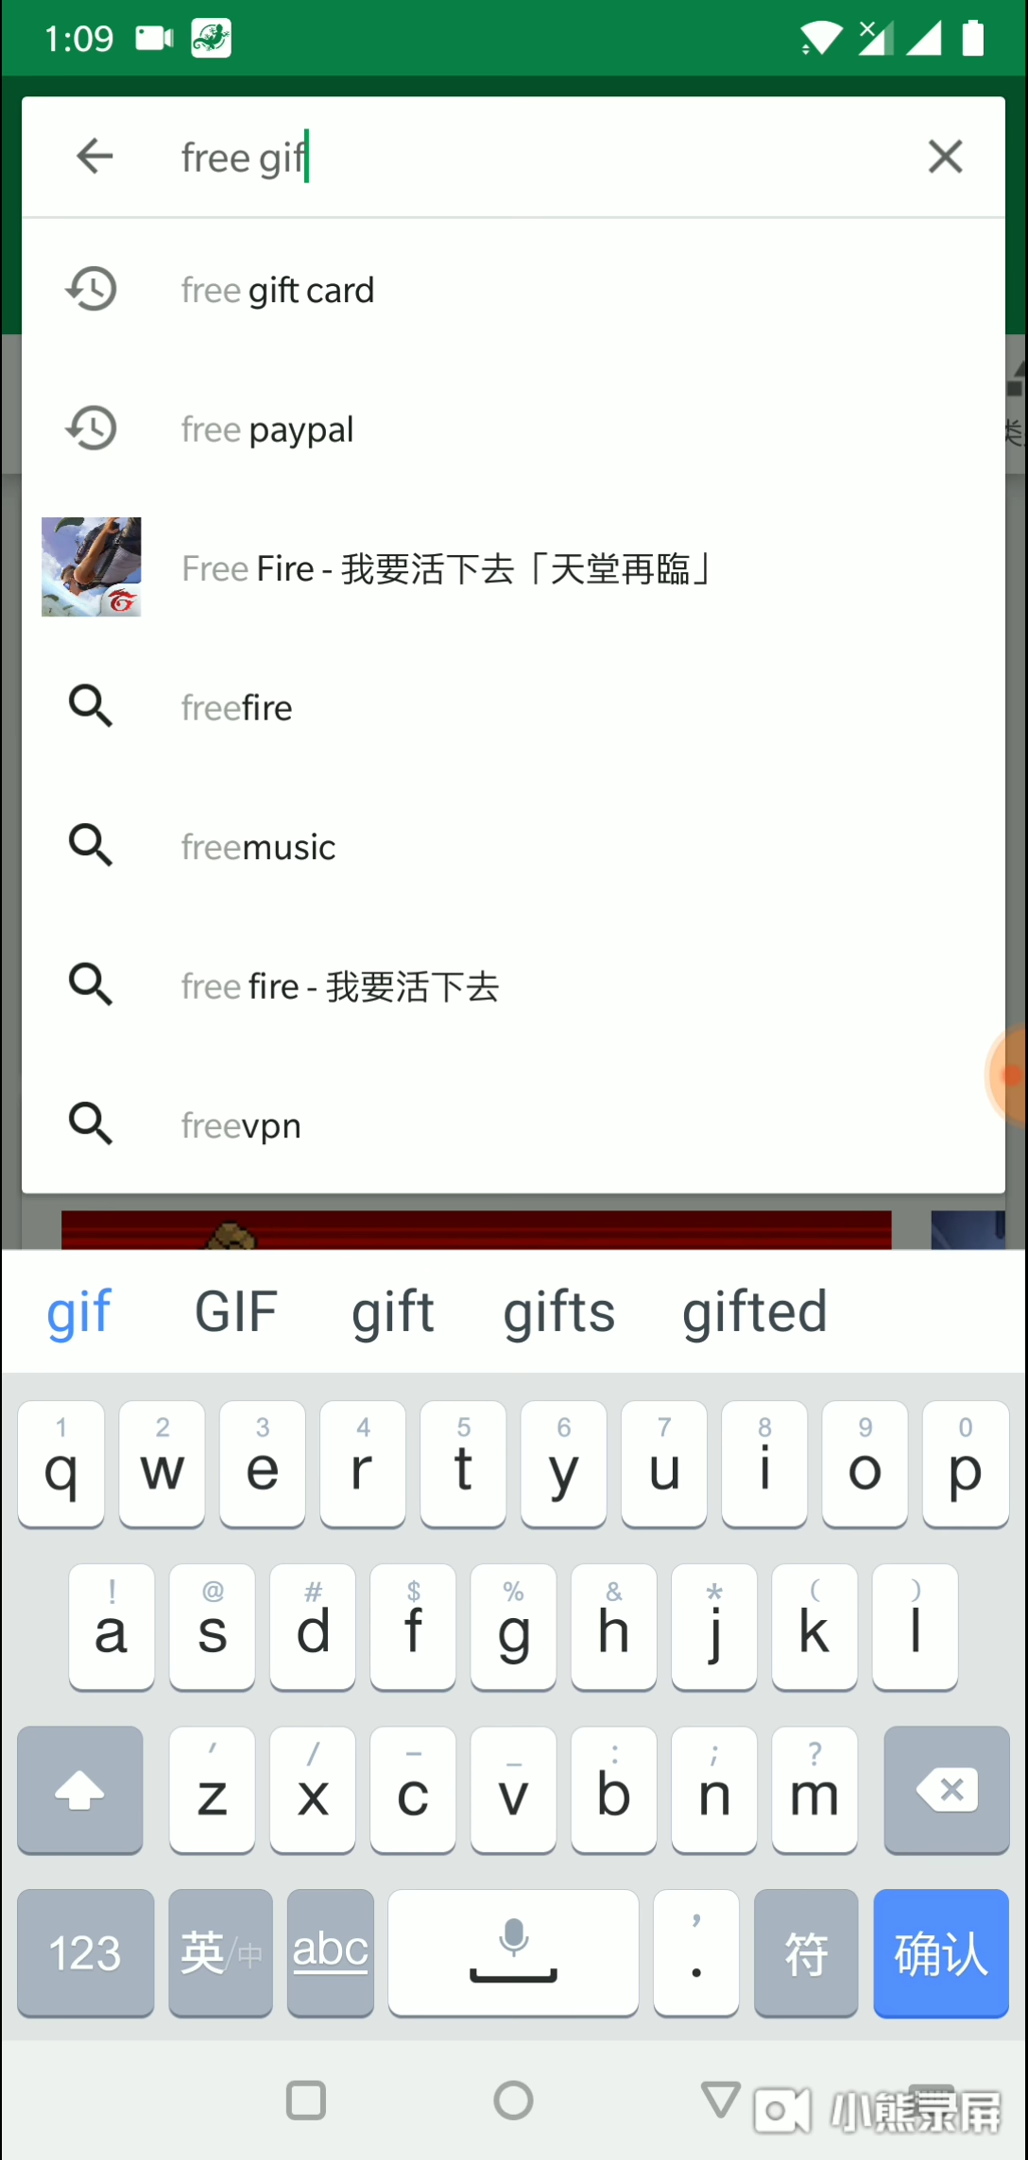 1:09
free gif
free gift card
free paypal
Free Fire - 我要活下去「天堂再臨」
类
freefire
freemusic
free fire - 我要活下去
freevpn
gif GIF gift gifts gifted
1 2 3 4 5 6 7 8 9 0
q w e r t y u i o p
! @ # $ % & * ( )
a s d f g h j k l
' / - _ : ; ?
z x c v b n m
123 英/中 abc , . 符 确认
小熊录屏